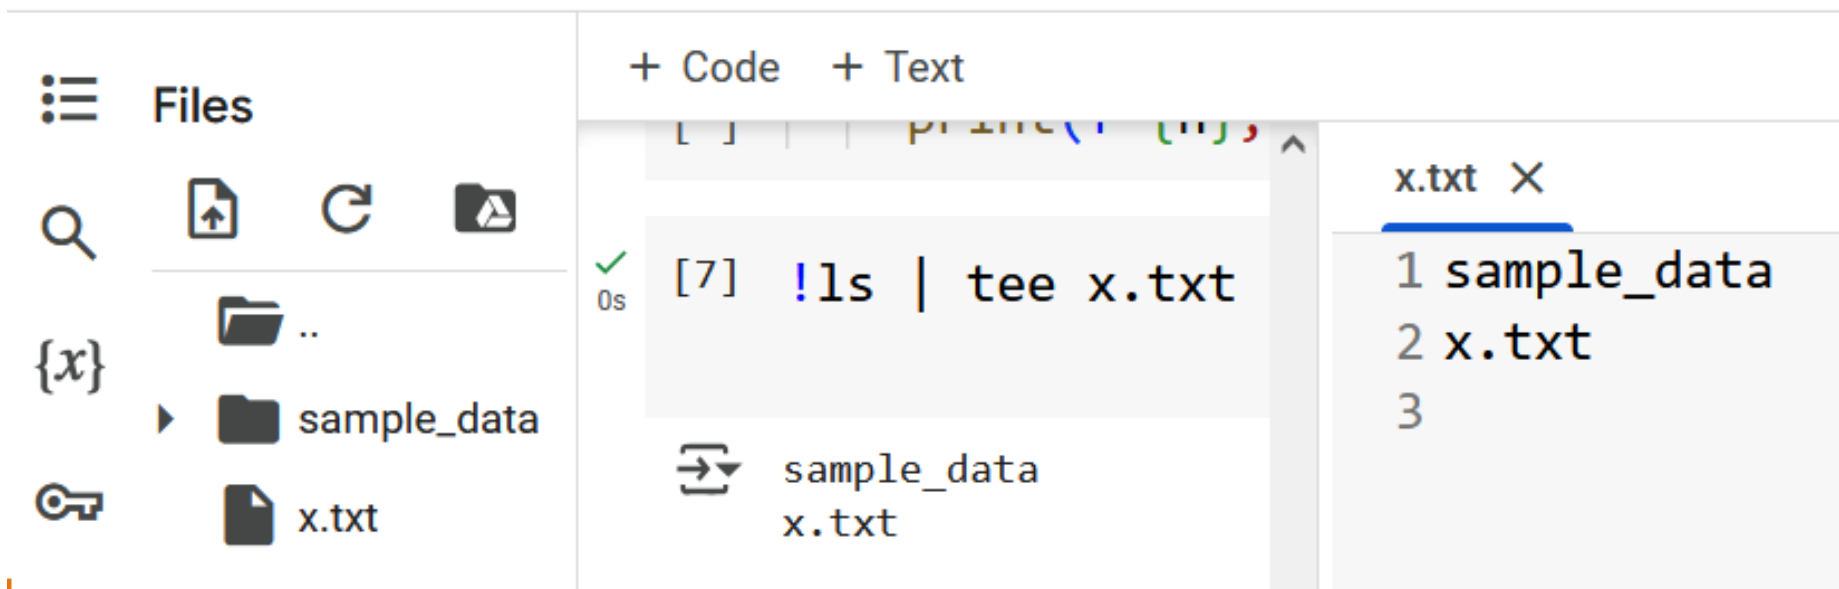 Files
..
sample_data
x.txt
{x}
+ Code + Text
[ ]
[7] !ls | tee x.txt
0s
sample_data
x.txt
x.txt
1 sample_data
2 x.txt
3